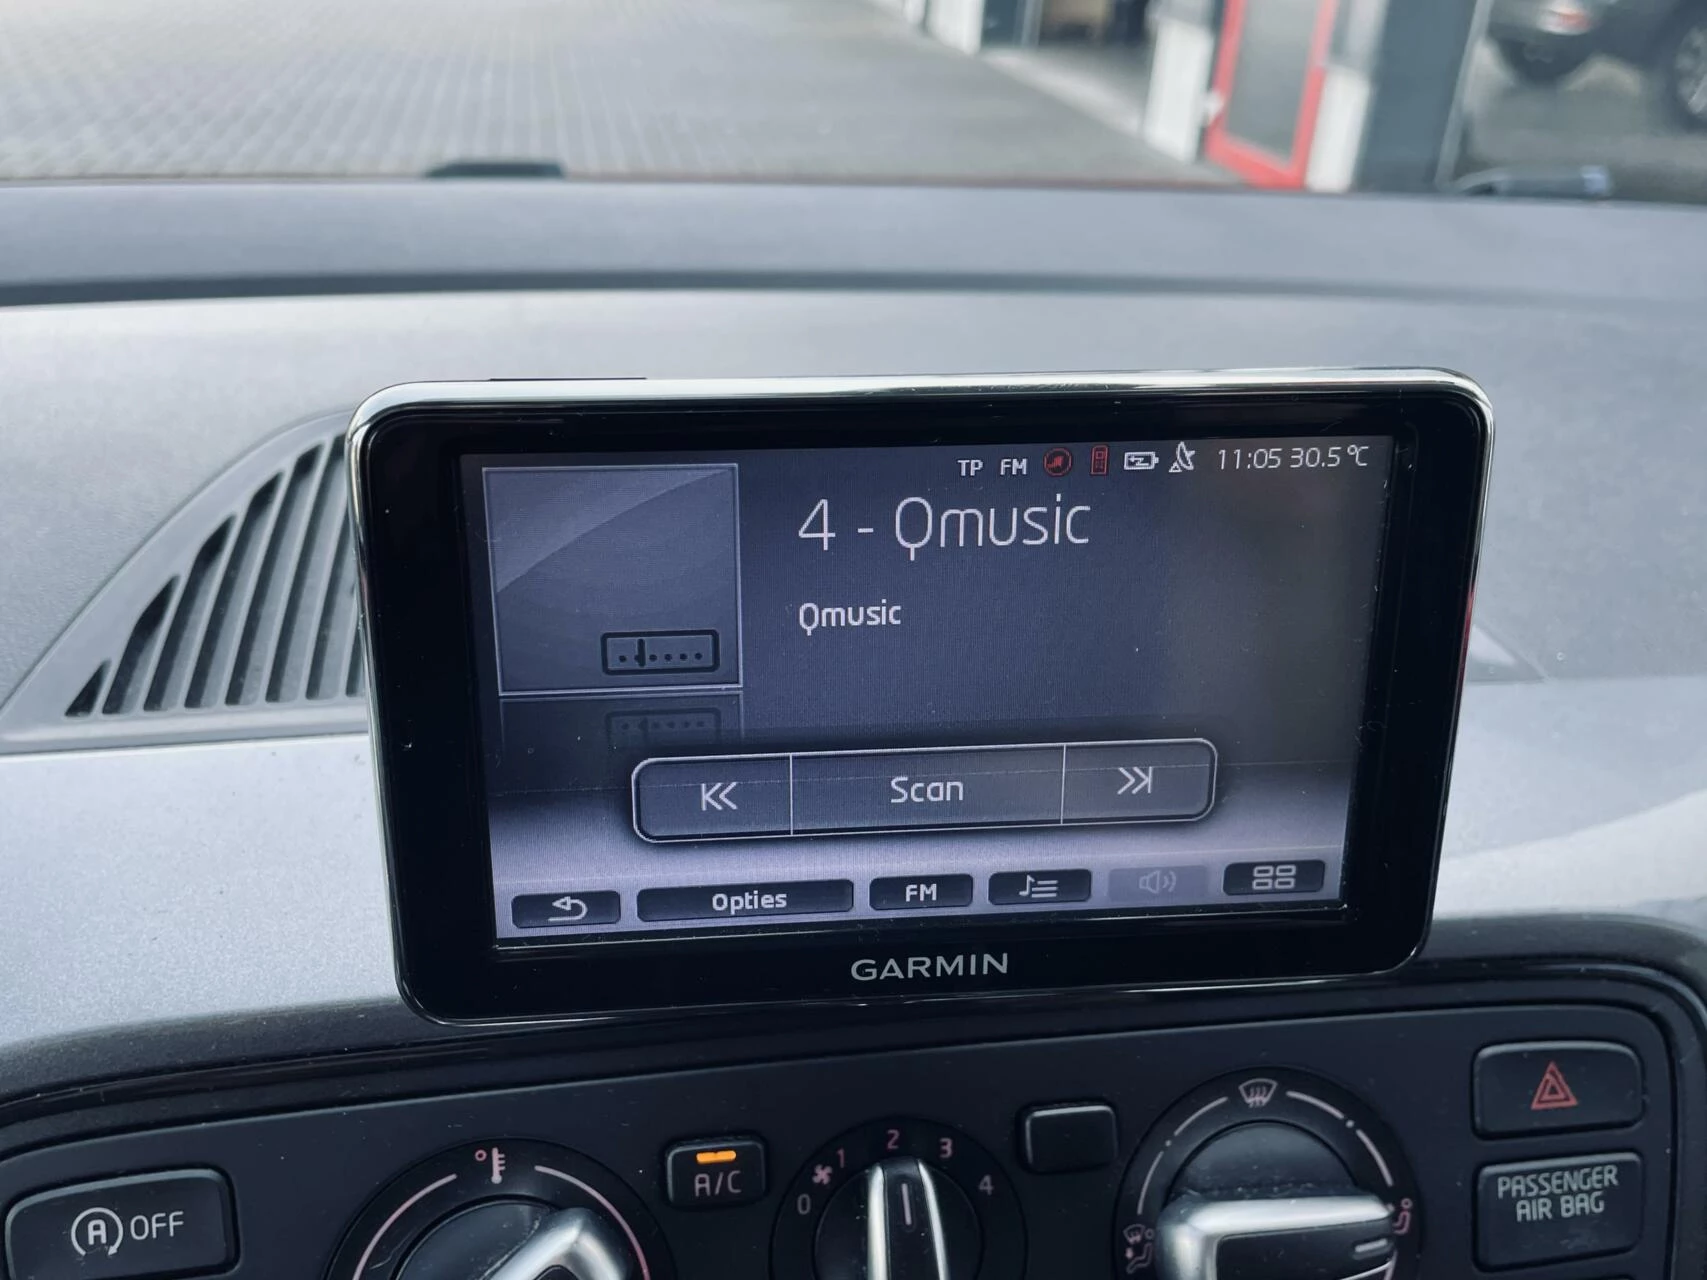 TP FM 11:05 30.5 °C
4 - Qmusic
Qmusic
Scan
Opties FM
GARMIN
A OFF
A/C
0 1 2 3 4
PASSENGER
AIR BAG